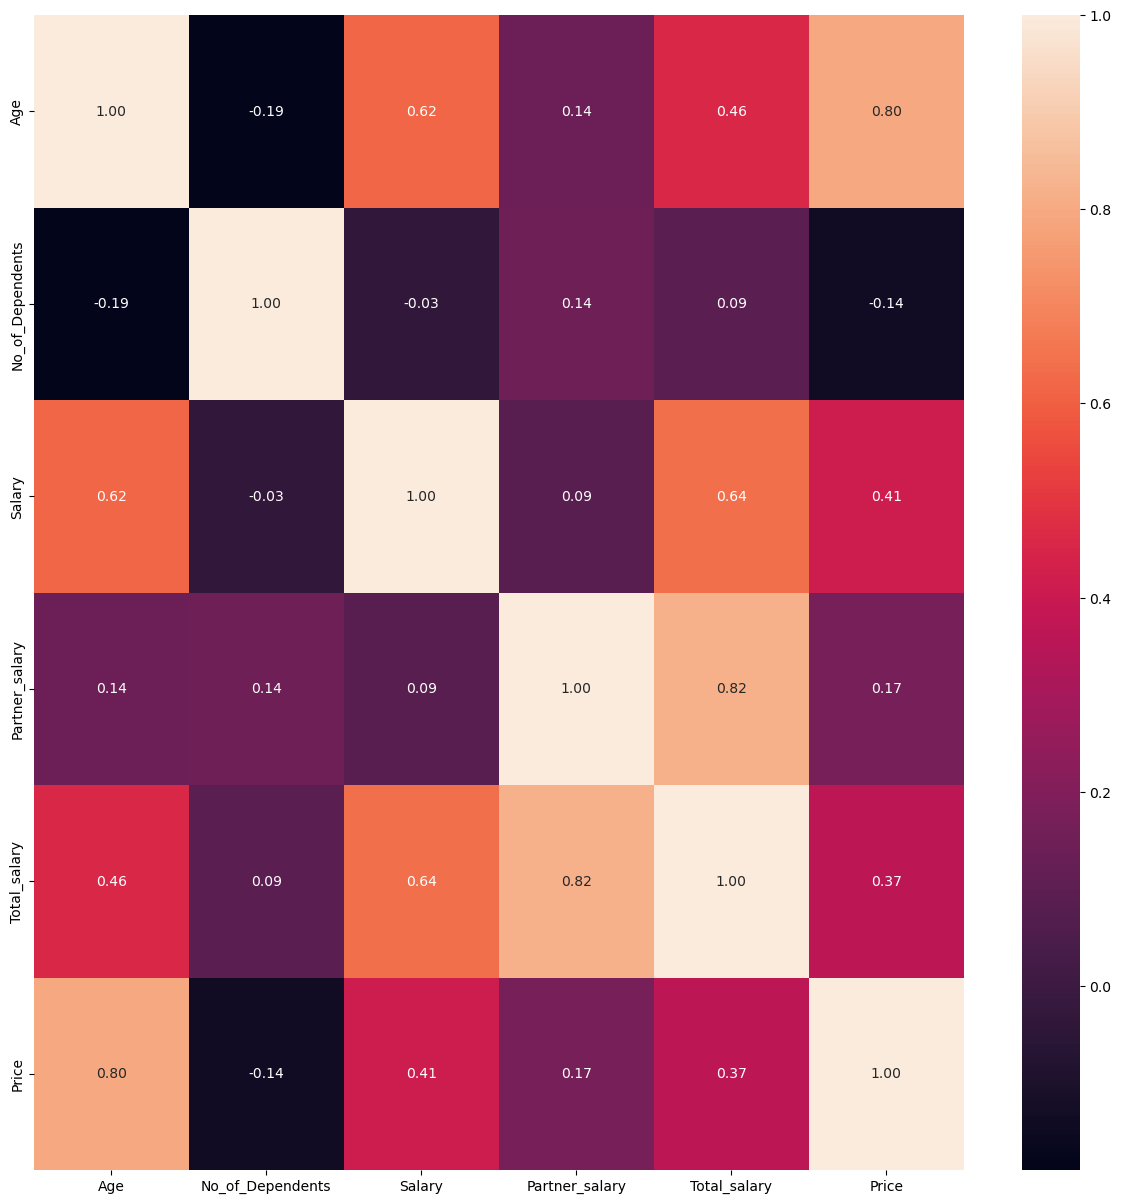 Age 1.00 -0.19 0.62 0.14 0.46 0.80
No_of_Dependents -0.19 1.00 -0.03 0.14 0.09 -0.14
Salary 0.62 -0.03 1.00 0.09 0.64 0.41
Partner_salary 0.14 0.14 0.09 1.00 0.82 0.17
Total_salary 0.46 0.09 0.64 0.82 1.00 0.37
Price 0.80 -0.14 0.41 0.17 0.37 1.00
Age No_of_Dependents Salary Partner_salary Total_salary Price
1.0
0.8
0.6
0.4
0.2
0.0